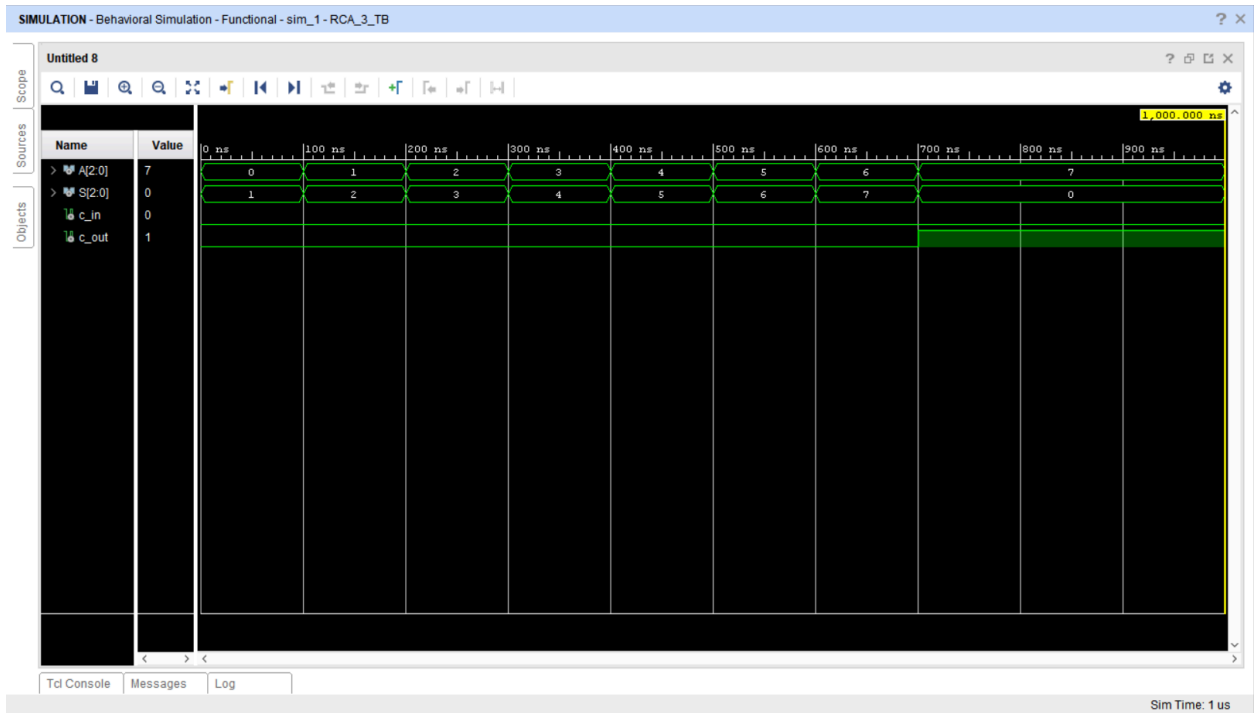 SIMULATION - Behavioral Simulation - Functional - sim_1 - RCA_3_TB
Scope
Sources
Objects
Untitled 8
1,000.000 ns
Name Value 0 ns 100 ns 200 ns 300 ns 400 ns 500 ns 600 ns 700 ns 800 ns 900 ns
A[2:0] 7 0 1 2 3 4 5 6 7
S[2:0] 0 1 2 3 4 5 6 7 0
c_in 0
c_out 1
Tcl Console Messages Log
Sim Time: 1 us